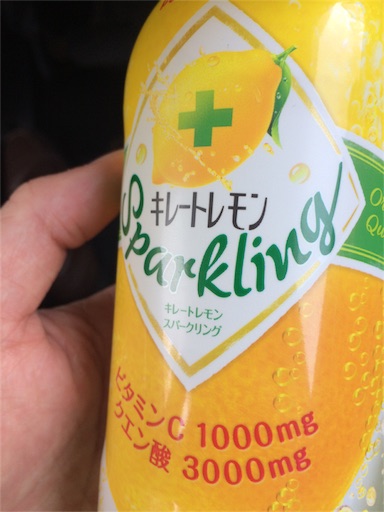 キレートレモン
Sparkling
キレートレモン
スパークリング
ビタミンC 1000mg
クエン酸 3000mg